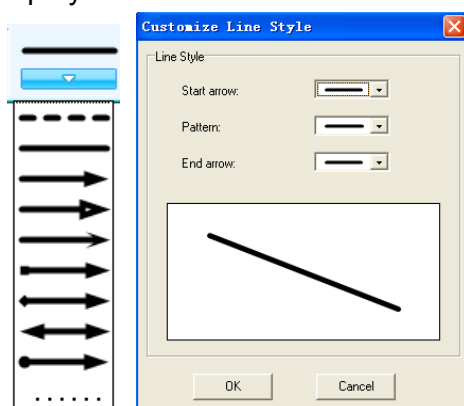 Customize Line Style
Line Style
Start arrow:
Pattern:
End arrow:
OK
Cancel
......